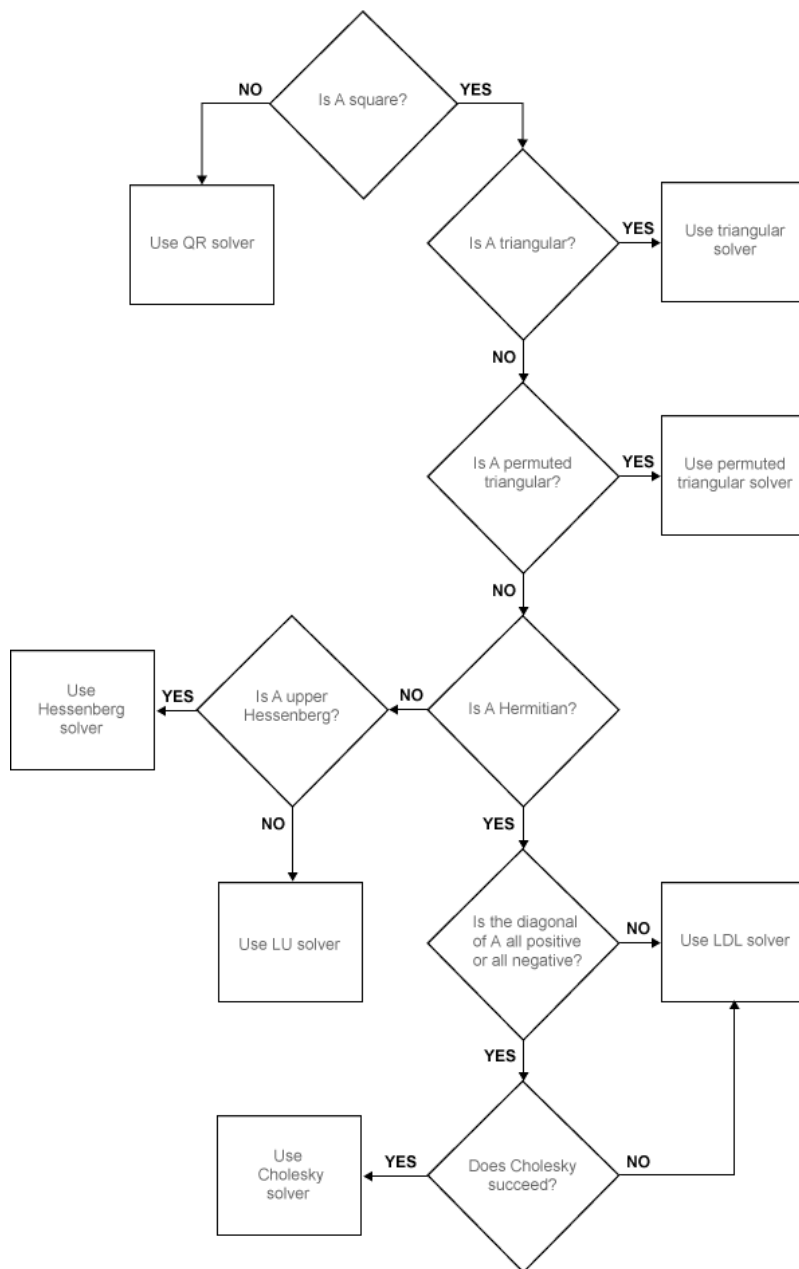 NO
Is A square?
YES
Use QR solver
Is A triangular?
YES
Use triangular
solver
NO
Is A permuted
triangular?
YES
Use permuted
triangular solver
NO
Use
Hessenberg
solver
YES
Is A upper
Hessenberg?
NO
Is A Hermitian?
NO
YES
Use LU solver
Is the diagonal
of A all positive
or all negative?
NO
Use LDL solver
YES
Use
Cholesky
solver
YES
Does Cholesky
succeed?
NO